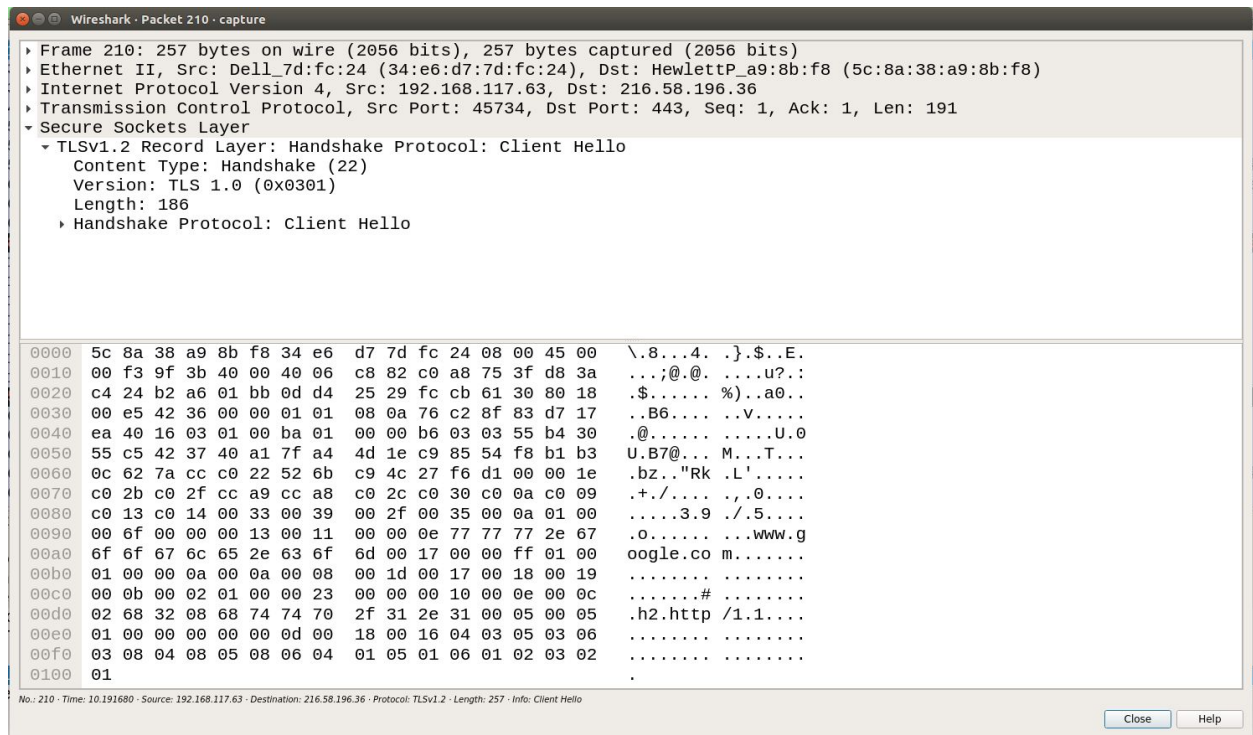 Wireshark · Packet 210 · capture
Frame 210: 257 bytes on wire (2056 bits), 257 bytes captured (2056 bits)
Ethernet II, Src: Dell_7d:fc:24 (34:e6:d7:7d:fc:24), Dst: HewlettP_a9:8b:f8 (5c:8a:38:a9:8b:f8)
Internet Protocol Version 4, Src: 192.168.117.63, Dst: 216.58.196.36
Transmission Control Protocol, Src Port: 45734, Dst Port: 443, Seq: 1, Ack: 1, Len: 191
Secure Sockets Layer
TLSv1.2 Record Layer: Handshake Protocol: Client Hello
Content Type: Handshake (22)
Version: TLS 1.0 (0x0301)
Length: 186
Handshake Protocol: Client Hello
0000 5c 8a 38 a9 8b f8 34 e6 d7 7d fc 24 08 00 45 00 \.8...4. .}.$..E.
0010 00 f3 9f 3b 40 00 40 06 c8 82 c0 a8 75 3f d8 3a ...;@.@. ....u?.:
0020 c4 24 b2 a6 01 bb 0d d4 25 29 fc cb 61 30 80 18 .$...... %)..a0..
0030 00 e5 42 36 00 00 01 01 08 0a 76 c2 8f 83 d7 17 ..B6.... ..v.....
0040 ea 40 16 03 01 00 ba 01 00 00 b6 03 03 55 b4 30 .@...... .....U.0
0050 55 c5 42 37 40 a1 7f a4 4d 1e c9 85 54 f8 b1 b3 U.B7@... M...T...
0060 0c 62 7a cc c0 22 52 6b c9 4c 27 f6 d1 00 00 1e .bz.."Rk .L'.....
0070 c0 2b c0 2f cc a9 cc a8 c0 2c c0 30 c0 0a c0 09 .+./.... .,.0....
0080 c0 13 c0 14 00 33 00 39 00 2f 00 35 00 0a 01 00 .....3.9 ./.5....
0090 00 6f 00 00 00 13 00 11 00 00 0e 77 77 77 2e 67 .o...... ...www.g
00a0 6f 6f 67 6c 65 2e 63 6f 6d 00 17 00 00 ff 01 00 oogle.co m.......
00b0 01 00 00 0a 00 0a 00 08 00 1d 00 17 00 18 00 19 ........ ........
00c0 00 0b 00 02 01 00 00 23 00 00 00 10 00 0e 00 0c .......# ........
00d0 02 68 32 08 68 74 74 70 2f 31 2e 31 00 05 00 05 .h2.http /1.1....
00e0 01 00 00 00 00 00 0d 00 18 00 16 04 03 05 03 06 ........ ........
00f0 03 08 04 08 05 08 06 04 01 05 01 06 01 02 03 02 ........ ........
0100 01 .
No.: 210 · Time: 10.191680 · Source: 192.168.117.63 · Destination: 216.58.196.36 · Protocol: TLSv1.2 · Length: 257 · Info: Client Hello
Close Help